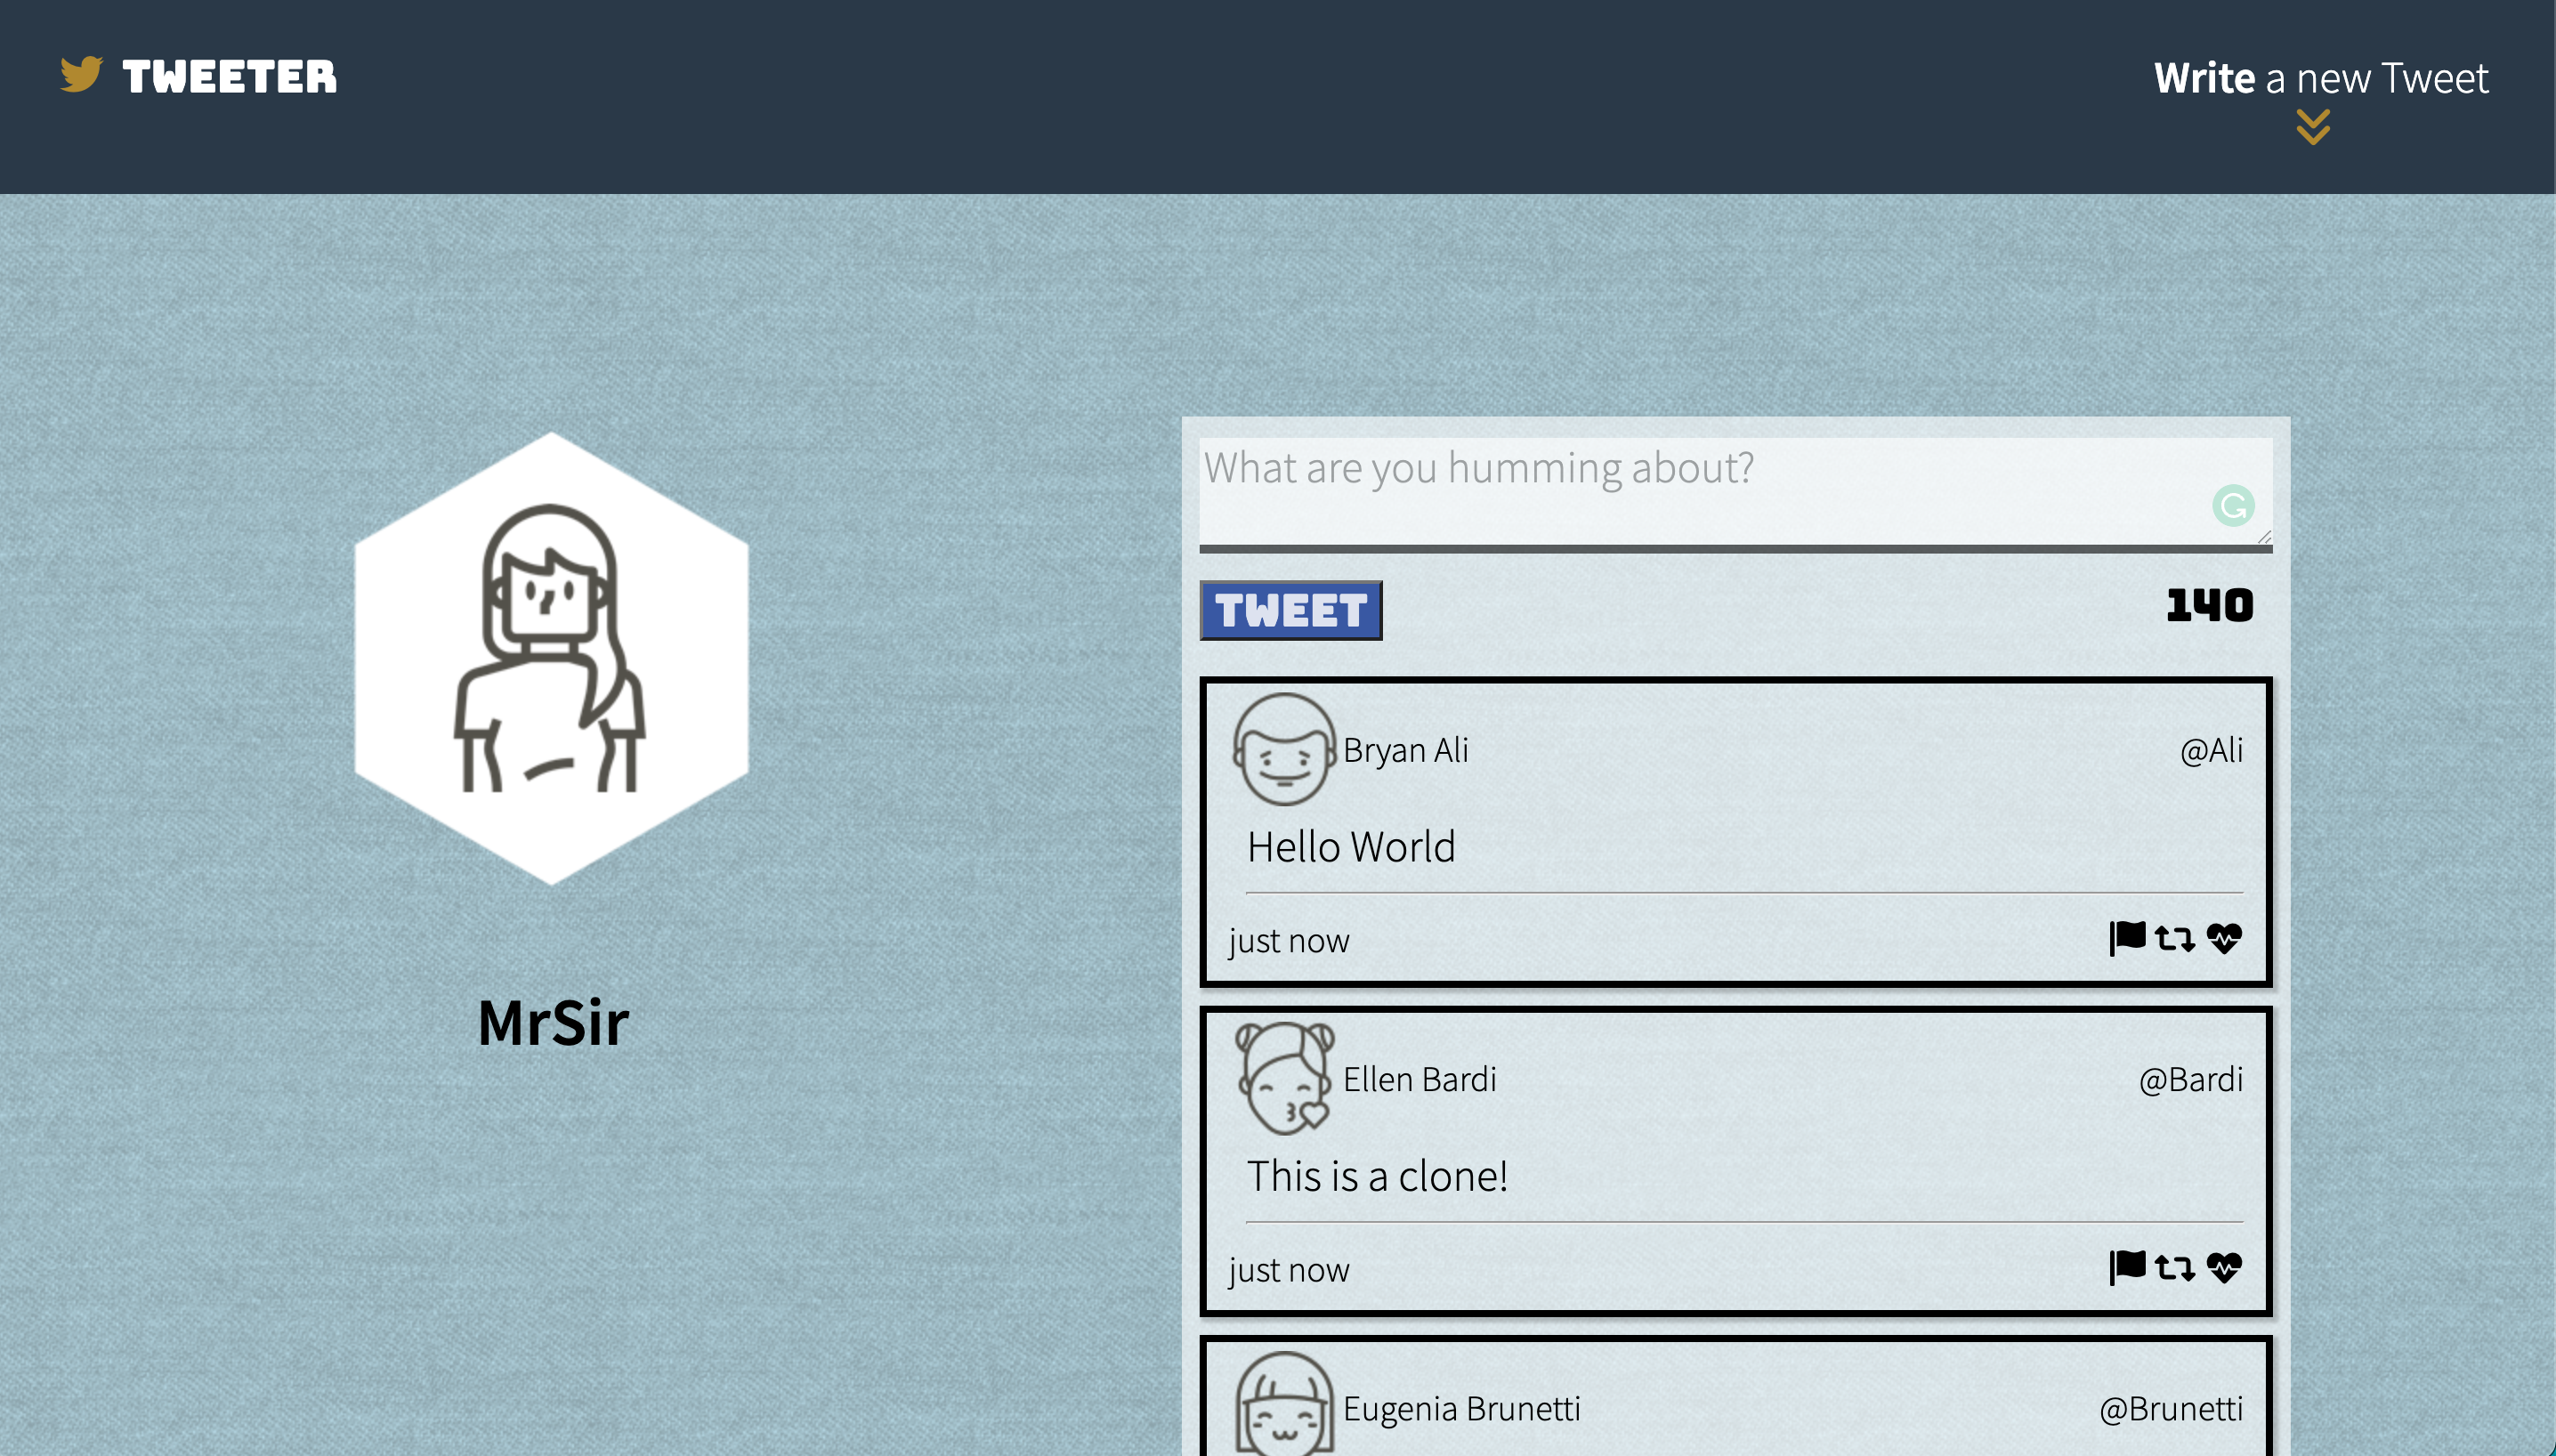 TWEETER
Write a new Tweet
What are you humming about?
TWEET
140
Bryan Ali
@Ali
Hello World
just now
MrSir
Ellen Bardi
@Bardi
This is a clone!
just now
Eugenia Brunetti
@Brunetti